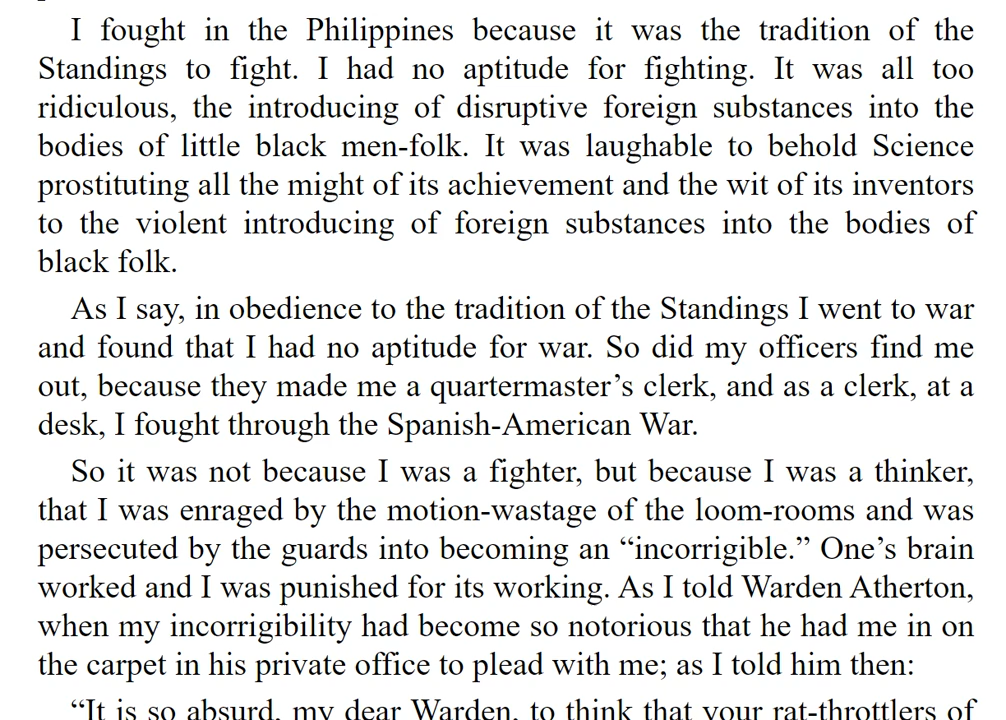 I fought in the Philippines because it was the tradition of the
Standings to fight. I had no aptitude for fighting. It was all too
ridiculous, the introducing of disruptive foreign substances into the
bodies of little black men-folk. It was laughable to behold Science
prostituting all the might of its achievement and the wit of its inventors
to the violent introducing of foreign substances into the bodies of
black folk.
As I say, in obedience to the tradition of the Standings I went to war
and found that I had no aptitude for war. So did my officers find me
out, because they made me a quartermaster’s clerk, and as a clerk, at a
desk, I fought through the Spanish-American War.
So it was not because I was a fighter, but because I was a thinker,
that I was enraged by the motion-wastage of the loom-rooms and was
persecuted by the guards into becoming an “incorrigible.” One’s brain
worked and I was punished for its working. As I told Warden Atherton,
when my incorrigibility had become so notorious that he had me in on
the carpet in his private office to plead with me; as I told him then:
“It is so absurd, my dear Warden, to think that your rat-throttlers of